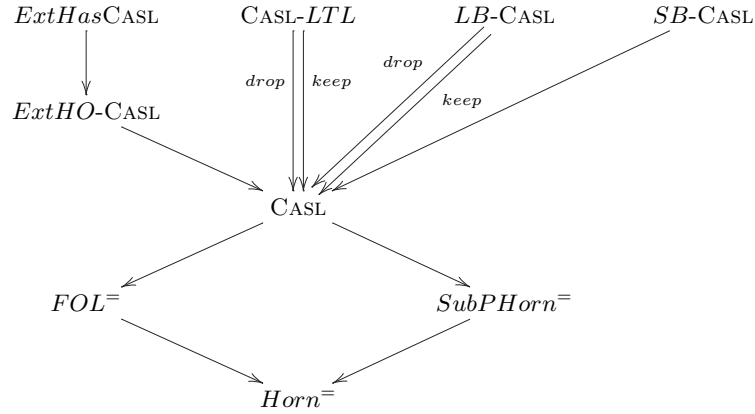 ExtHasCASL CASL-LTL LB-CASL SB-CASL
drop keep drop
keep
ExtHO-CASL
CASL
FOL= SubPHorn=
Horn=